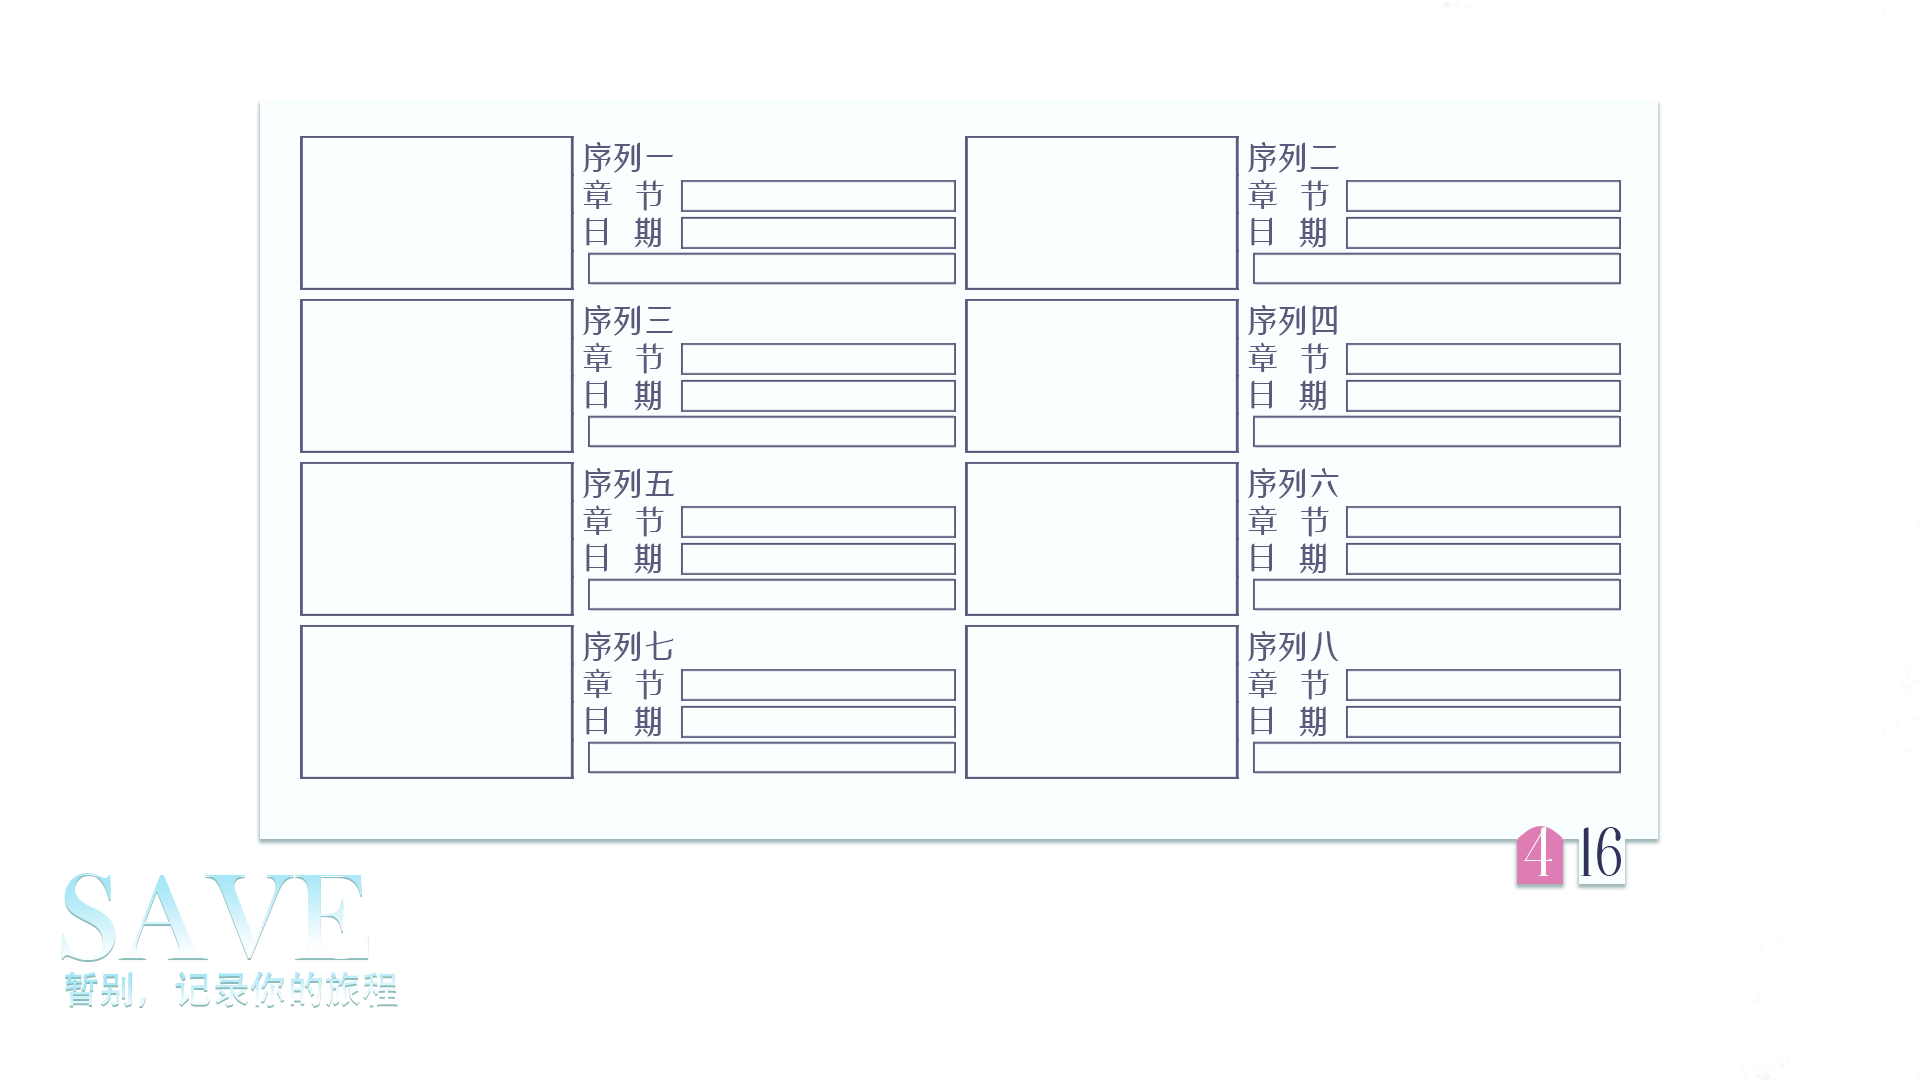 序列一
章 节
日 期
序列二
章 节
日 期
序列三
章 节
日 期
序列四
章 节
日 期
序列五
章 节
日 期
序列六
章 节
日 期
序列七
章 节
日 期
序列八
章 节
日 期
4 16
SAVE
暂别，记录你的旅程